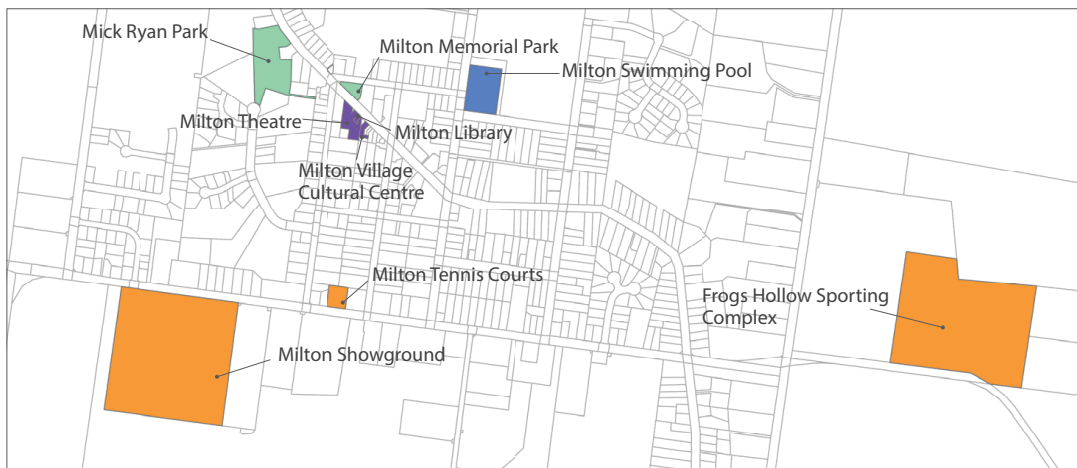 Mick Ryan Park
Milton Memorial Park
Milton Swimming Pool
Milton Theatre
Milton Library
Milton Village
Cultural Centre
Milton Tennis Courts
Frogs Hollow Sporting
Complex
Milton Showground